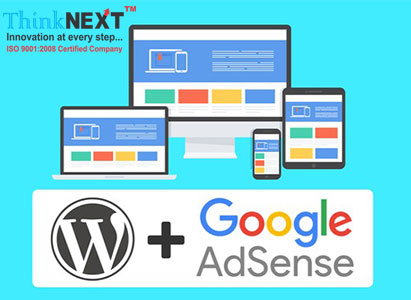 ThinkNEXT™
Innovation at every step...
ISO 9001:2008 Certified Company
W + Google
AdSense